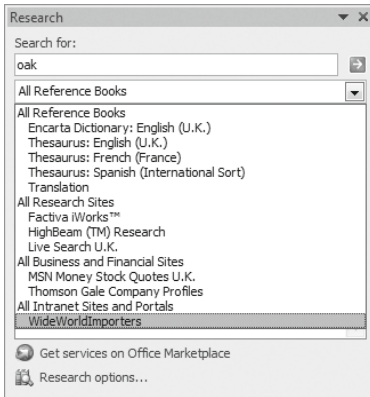 Research
Search for:
oak
All Reference Books
All Reference Books
Encarta Dictionary: English (U.K.)
Thesaurus: English (U.K.)
Thesaurus: French (France)
Thesaurus: Spanish (International Sort)
Translation
All Research Sites
Factiva iWorks™
HighBeam (TM) Research
Live Search U.K.
All Business and Financial Sites
MSN Money Stock Quotes U.K.
Thomson Gale Company Profiles
All Intranet Sites and Portals
WideWorldImporters
Get services on Office Marketplace
Research options...